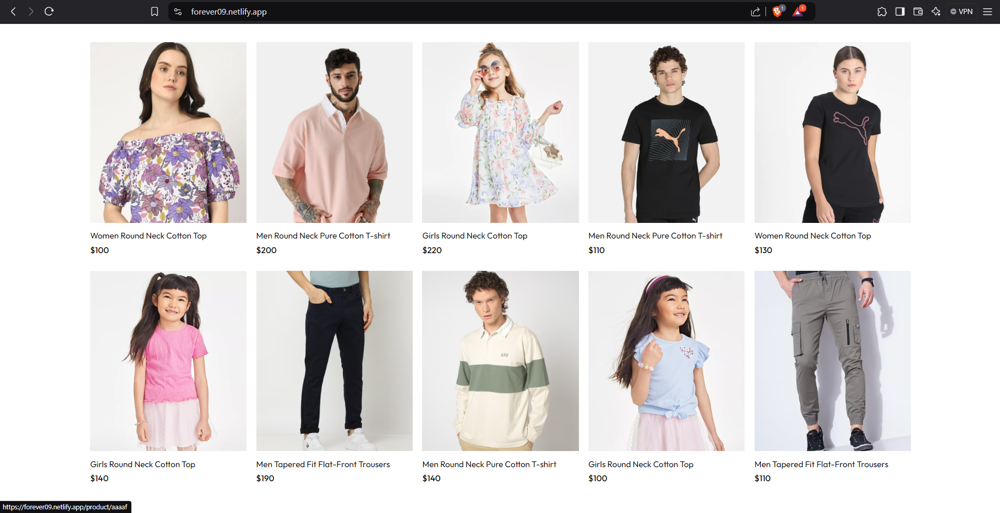 forever09.netlify.app
1
1
VPN
Women Round Neck Cotton Top
$100
Men Round Neck Pure Cotton T-shirt
$200
Girls Round Neck Cotton Top
$220
Men Round Neck Pure Cotton T-shirt
$110
Women Round Neck Cotton Top
$130
GAP
Girls Round Neck Cotton Top
$140
Men Tapered Fit Flat-Front Trousers
$190
Men Round Neck Pure Cotton T-shirt
$140
Girls Round Neck Cotton Top
$100
Men Tapered Fit Flat-Front Trousers
$110
https://forever09.netlify.app/product/aaaaf